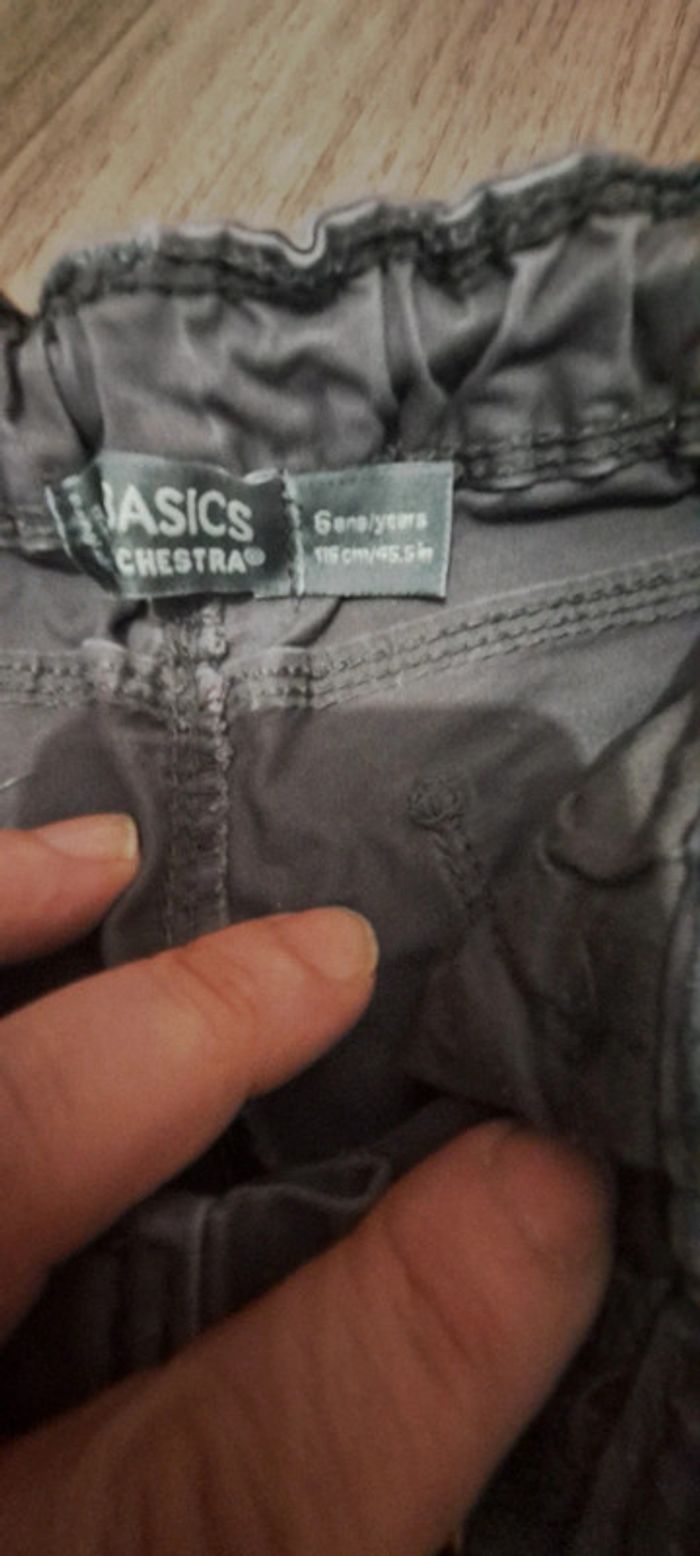 BASICS
CHESTRA®
6 ans/years
116 cm/45.5 in